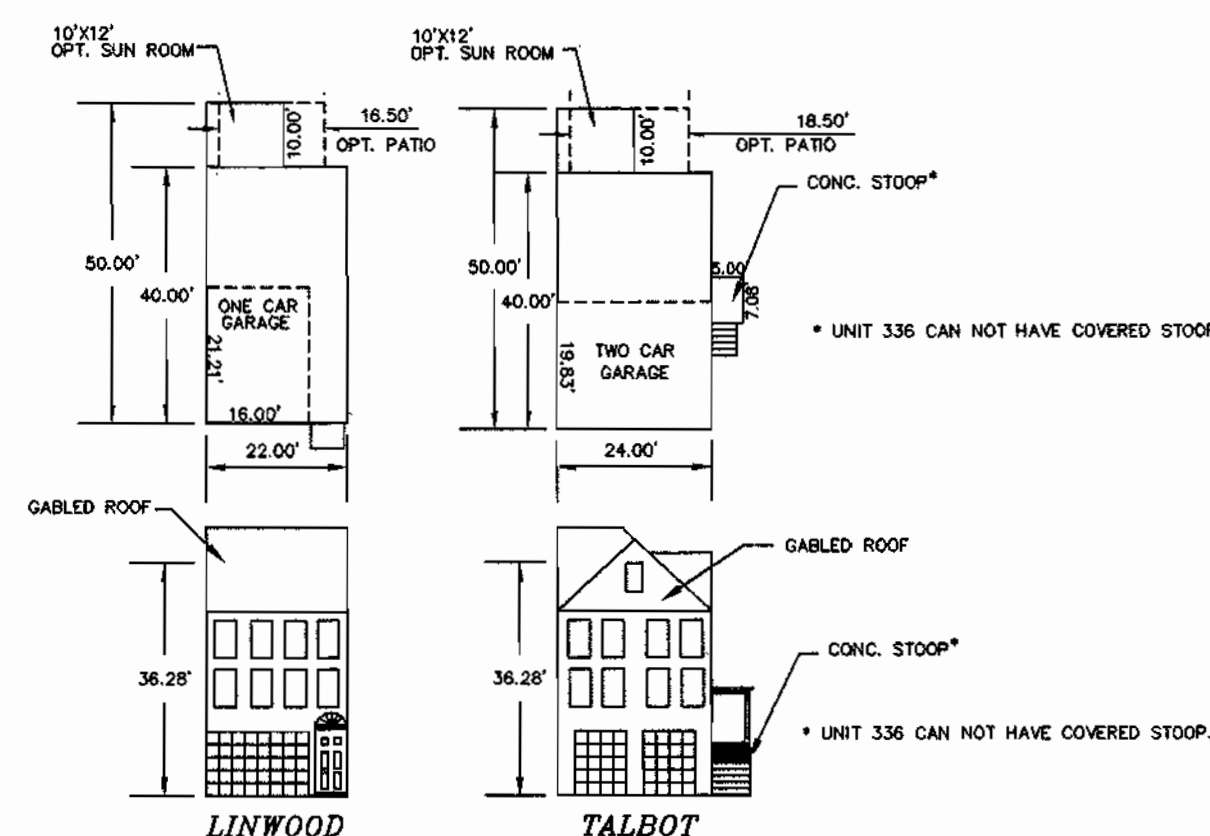 10'X12'
OPT. SUN ROOM
10'X12'
OPT. SUN ROOM
16.50'
OPT. PATIO
10.00'
18.50'
OPT. PATIO
10.00'
CONC. STOOP*
50.00'
40.00'
ONE CAR
GARAGE
21.21'
16.00'
22.00'
50.00'
40.00'
5.00
7.08'
* UNIT 336 CAN NOT HAVE COVERED STOOP
TWO CAR
GARAGE
19.83'
24.00'
GABLED ROOF
GABLED ROOF
36.28'
36.28'
CONC. STOOP*
* UNIT 336 CAN NOT HAVE COVERED STOOP.
LINWOOD
TALBOT